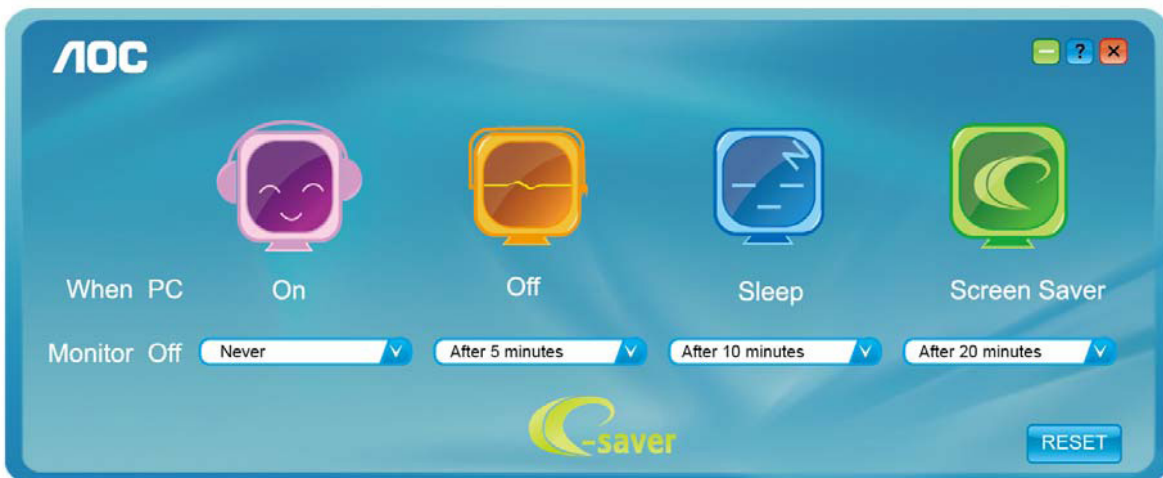 AOC
?
When PC On Off Sleep Screen Saver
Monitor Off Never After 5 minutes After 10 minutes After 20 minutes
e-saver
RESET